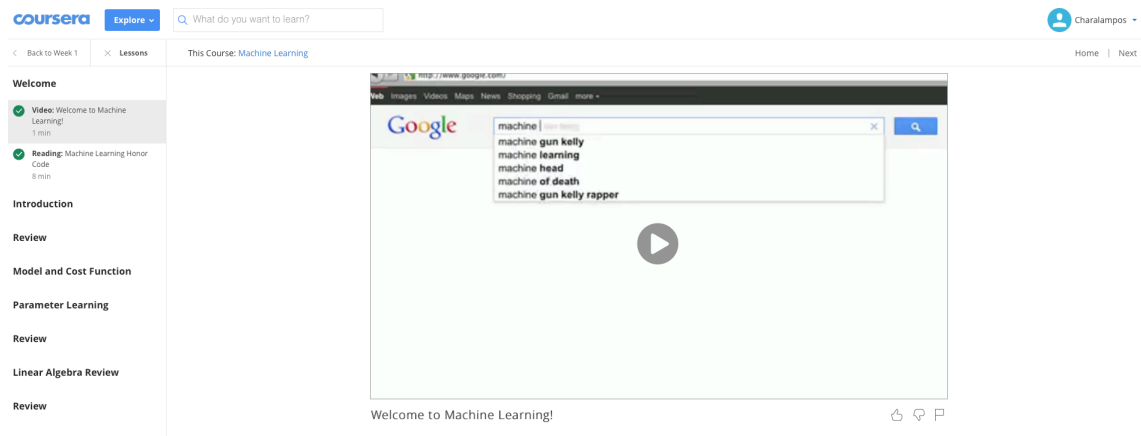 coursera
Explore
What do you want to learn?
Charalampos
Back to Week 1
Lessons
This Course: Machine Learning
Home | Next
Welcome
Video: Welcome to Machine
Learning!
1 min
Reading: Machine Learning Honor
Code
8 min
Introduction
Review
Model and Cost Function
Parameter Learning
Review
Linear Algebra Review
Review
http://www.google.com/
Web Images Videos Maps News Shopping Gmail more
Google
machine
machine gun kelly
machine learning
machine head
machine of death
machine gun kelly rapper
Welcome to Machine Learning!